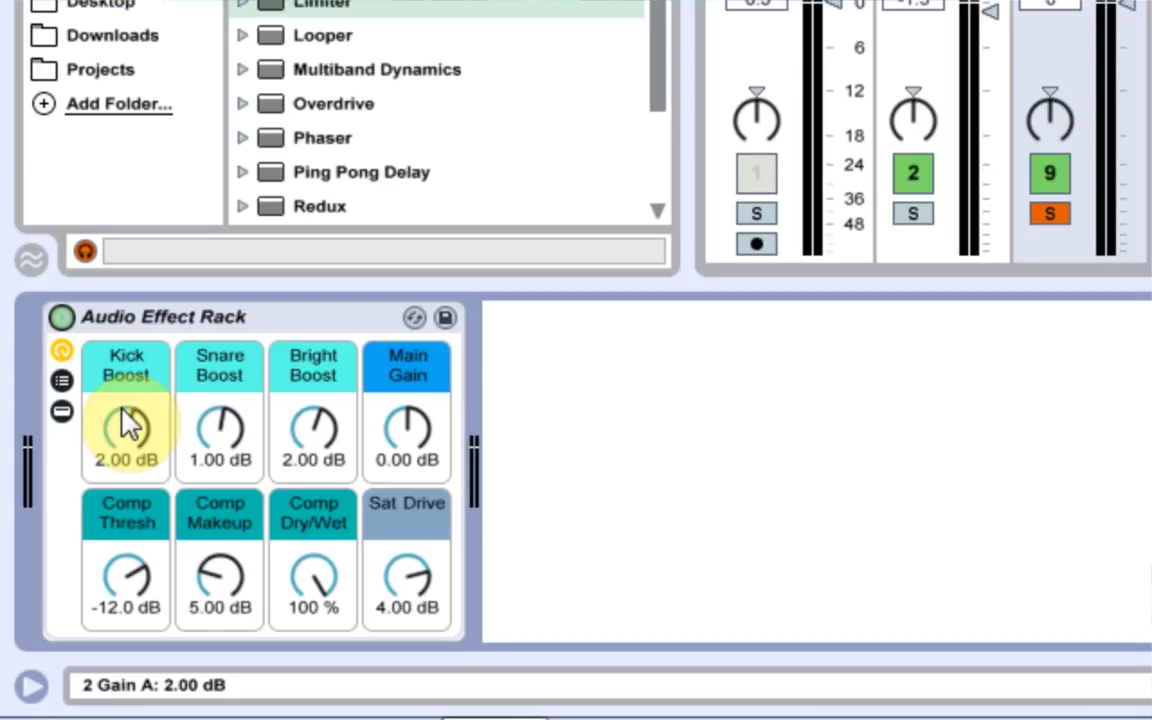 Desktop
Limiter
Downloads
Looper
Projects
Multiband Dynamics
Add Folder...
Overdrive
Phaser
Ping Pong Delay
Redux
0
6
12
18
24
36
48
1
2
9
S
S
S
Audio Effect Rack
Kick
Boost
2.00 dB
Snare
Boost
1.00 dB
Bright
Boost
2.00 dB
Main
Gain
0.00 dB
Comp
Thresh
-12.0 dB
Comp
Makeup
5.00 dB
Comp
Dry/Wet
100 %
Sat Drive
4.00 dB
2 Gain A: 2.00 dB